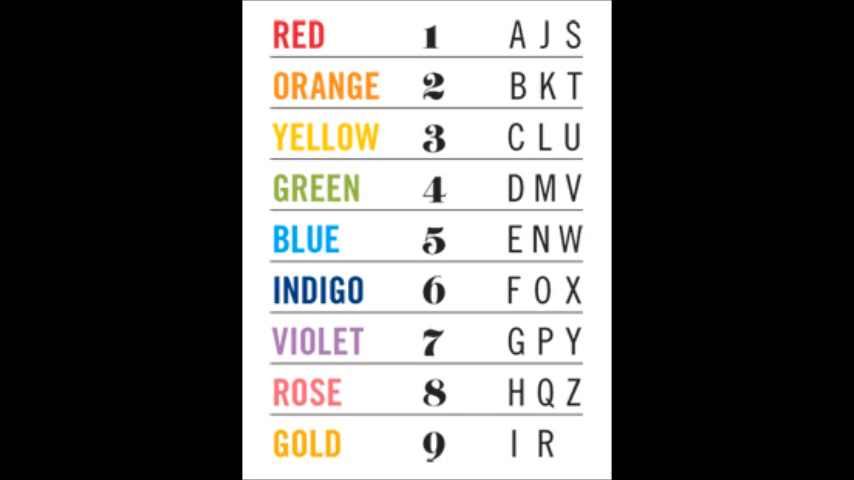 RED 1 A J S
ORANGE 2 B K T
YELLOW 3 C L U
GREEN 4 D M V
BLUE 5 E N W
INDIGO 6 F O X
VIOLET 7 G P Y
ROSE 8 H Q Z
GOLD 9 I R